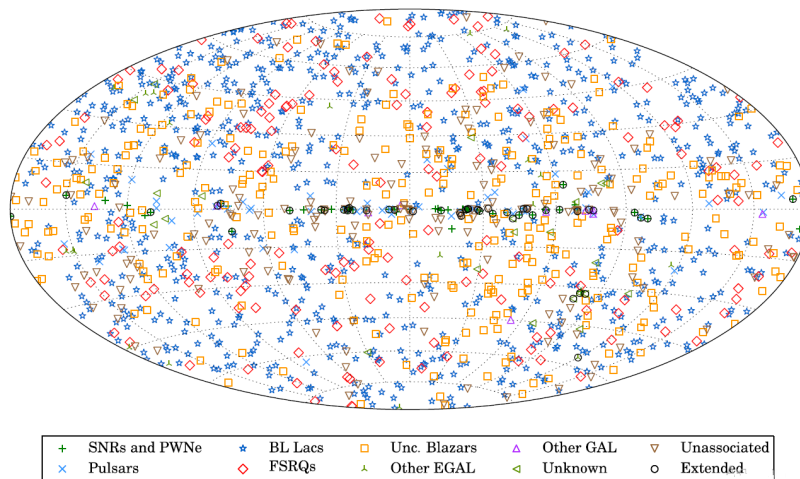 SNRs and PWNe BL Lacs Unc. Blazars Other GAL Unassociated
Pulsars FSRQs Other EGAL Unknown Extended